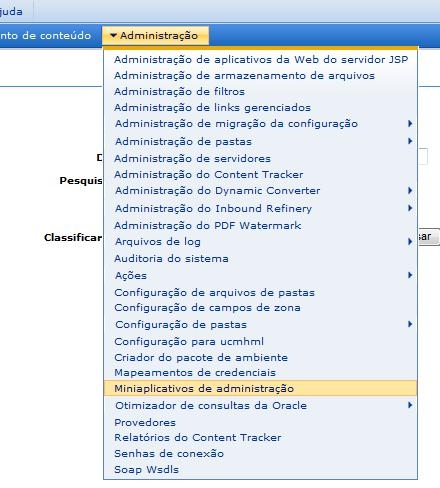 juda
nto de conteúdo
Administração
Administração de aplicativos da Web do servidor JSP
Administração de armazenamento de arquivos
Administração de filtros
Administração de links gerenciados
Administração de migração da configuração
Administração de pastas
Administração de servidores
Administração do Content Tracker
Administração do Dynamic Converter
Administração do Inbound Refinery
Administração do PDF Watermark
Arquivos de log
Auditoria do sistema
Ações
Configuração de arquivos de pastas
Configuração de campos de zona
Configuração de pastas
Configuração para ucmhml
Criador do pacote de ambiente
Mapeamentos de credenciais
Miniaplicativos de administração
Otimizador de consultas da Oracle
Provedores
Relatórios do Content Tracker
Senhas de conexão
Soap Wsdls
D
Pesquis
Classificar
sar